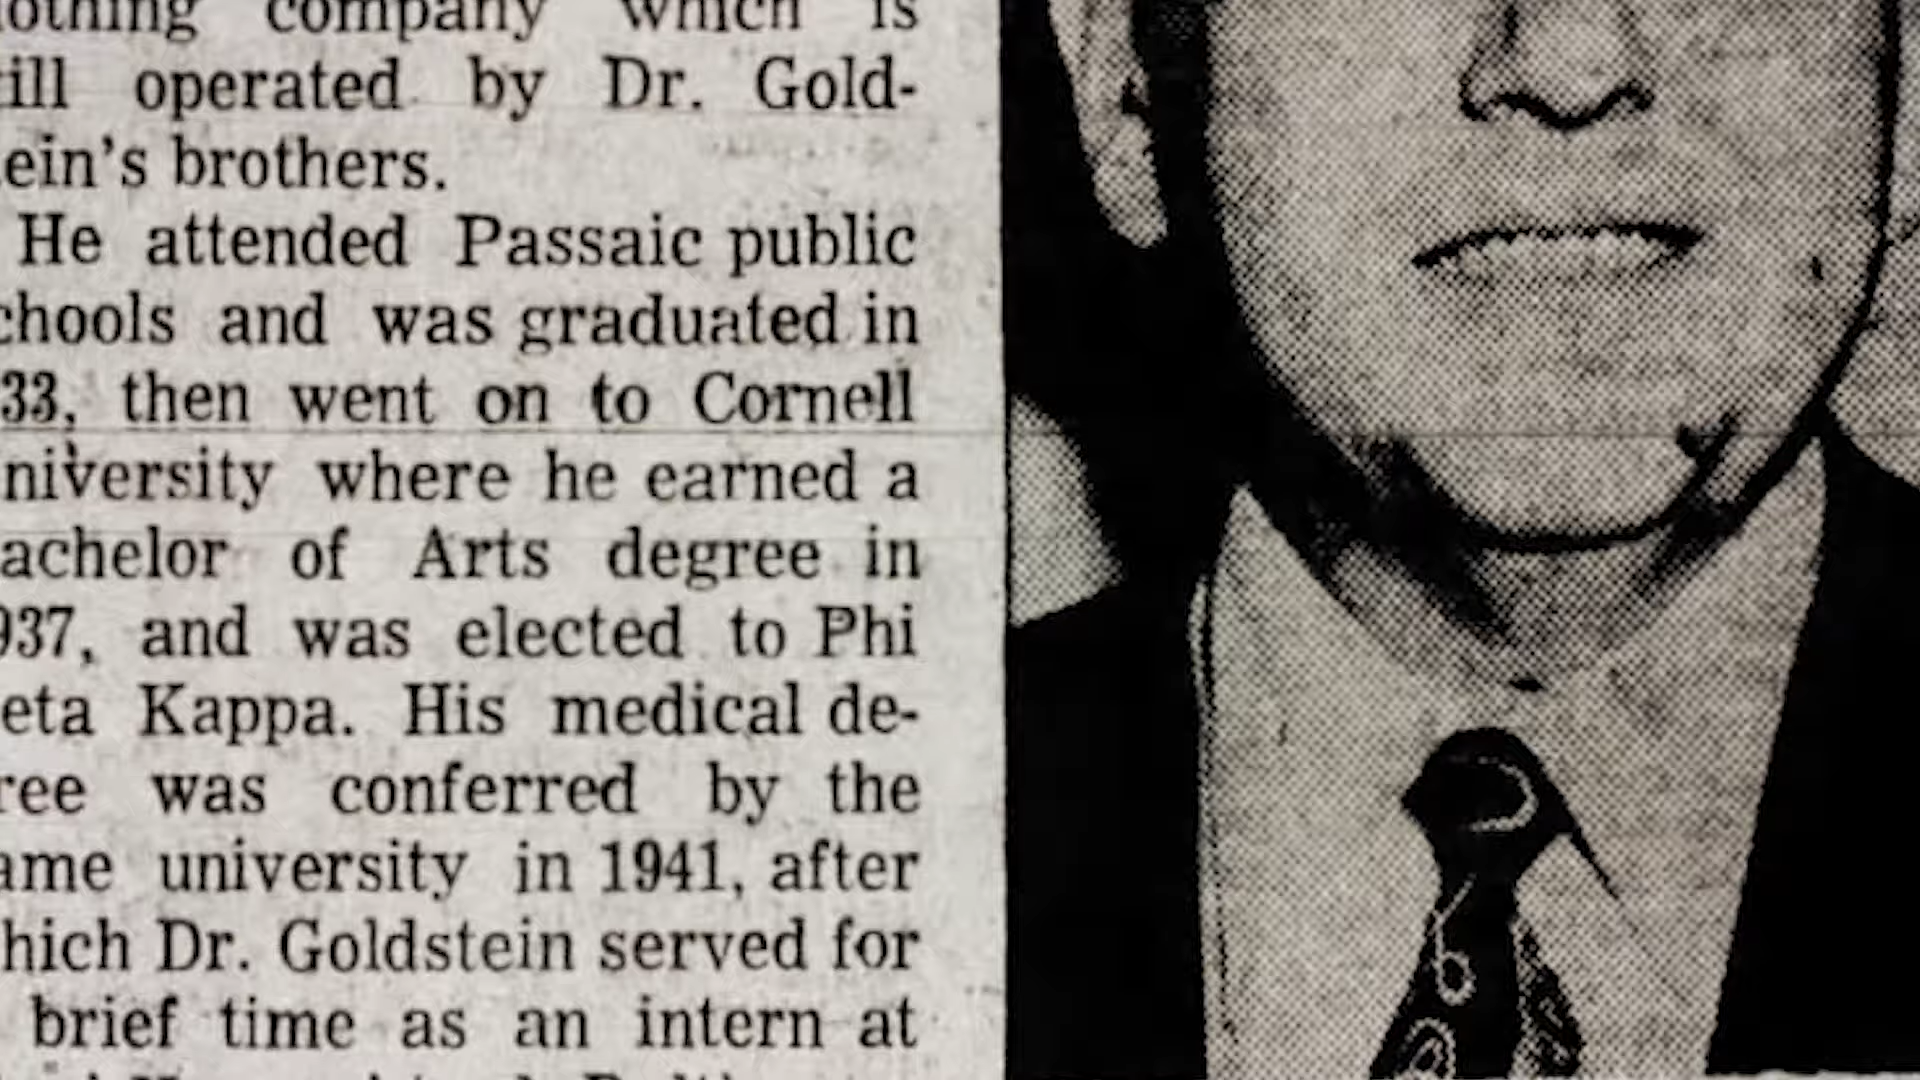 othing company which is
ill operated by Dr. Gold-
ein's brothers.
He attended Passaic public
chools and was graduated in
33, then went on to Cornell
niversity where he earned a
achelor of Arts degree in
937, and was elected to Phi
eta Kappa. His medical de-
ree was conferred by the
ame university in 1941, after
hich Dr. Goldstein served for
brief time as an intern at